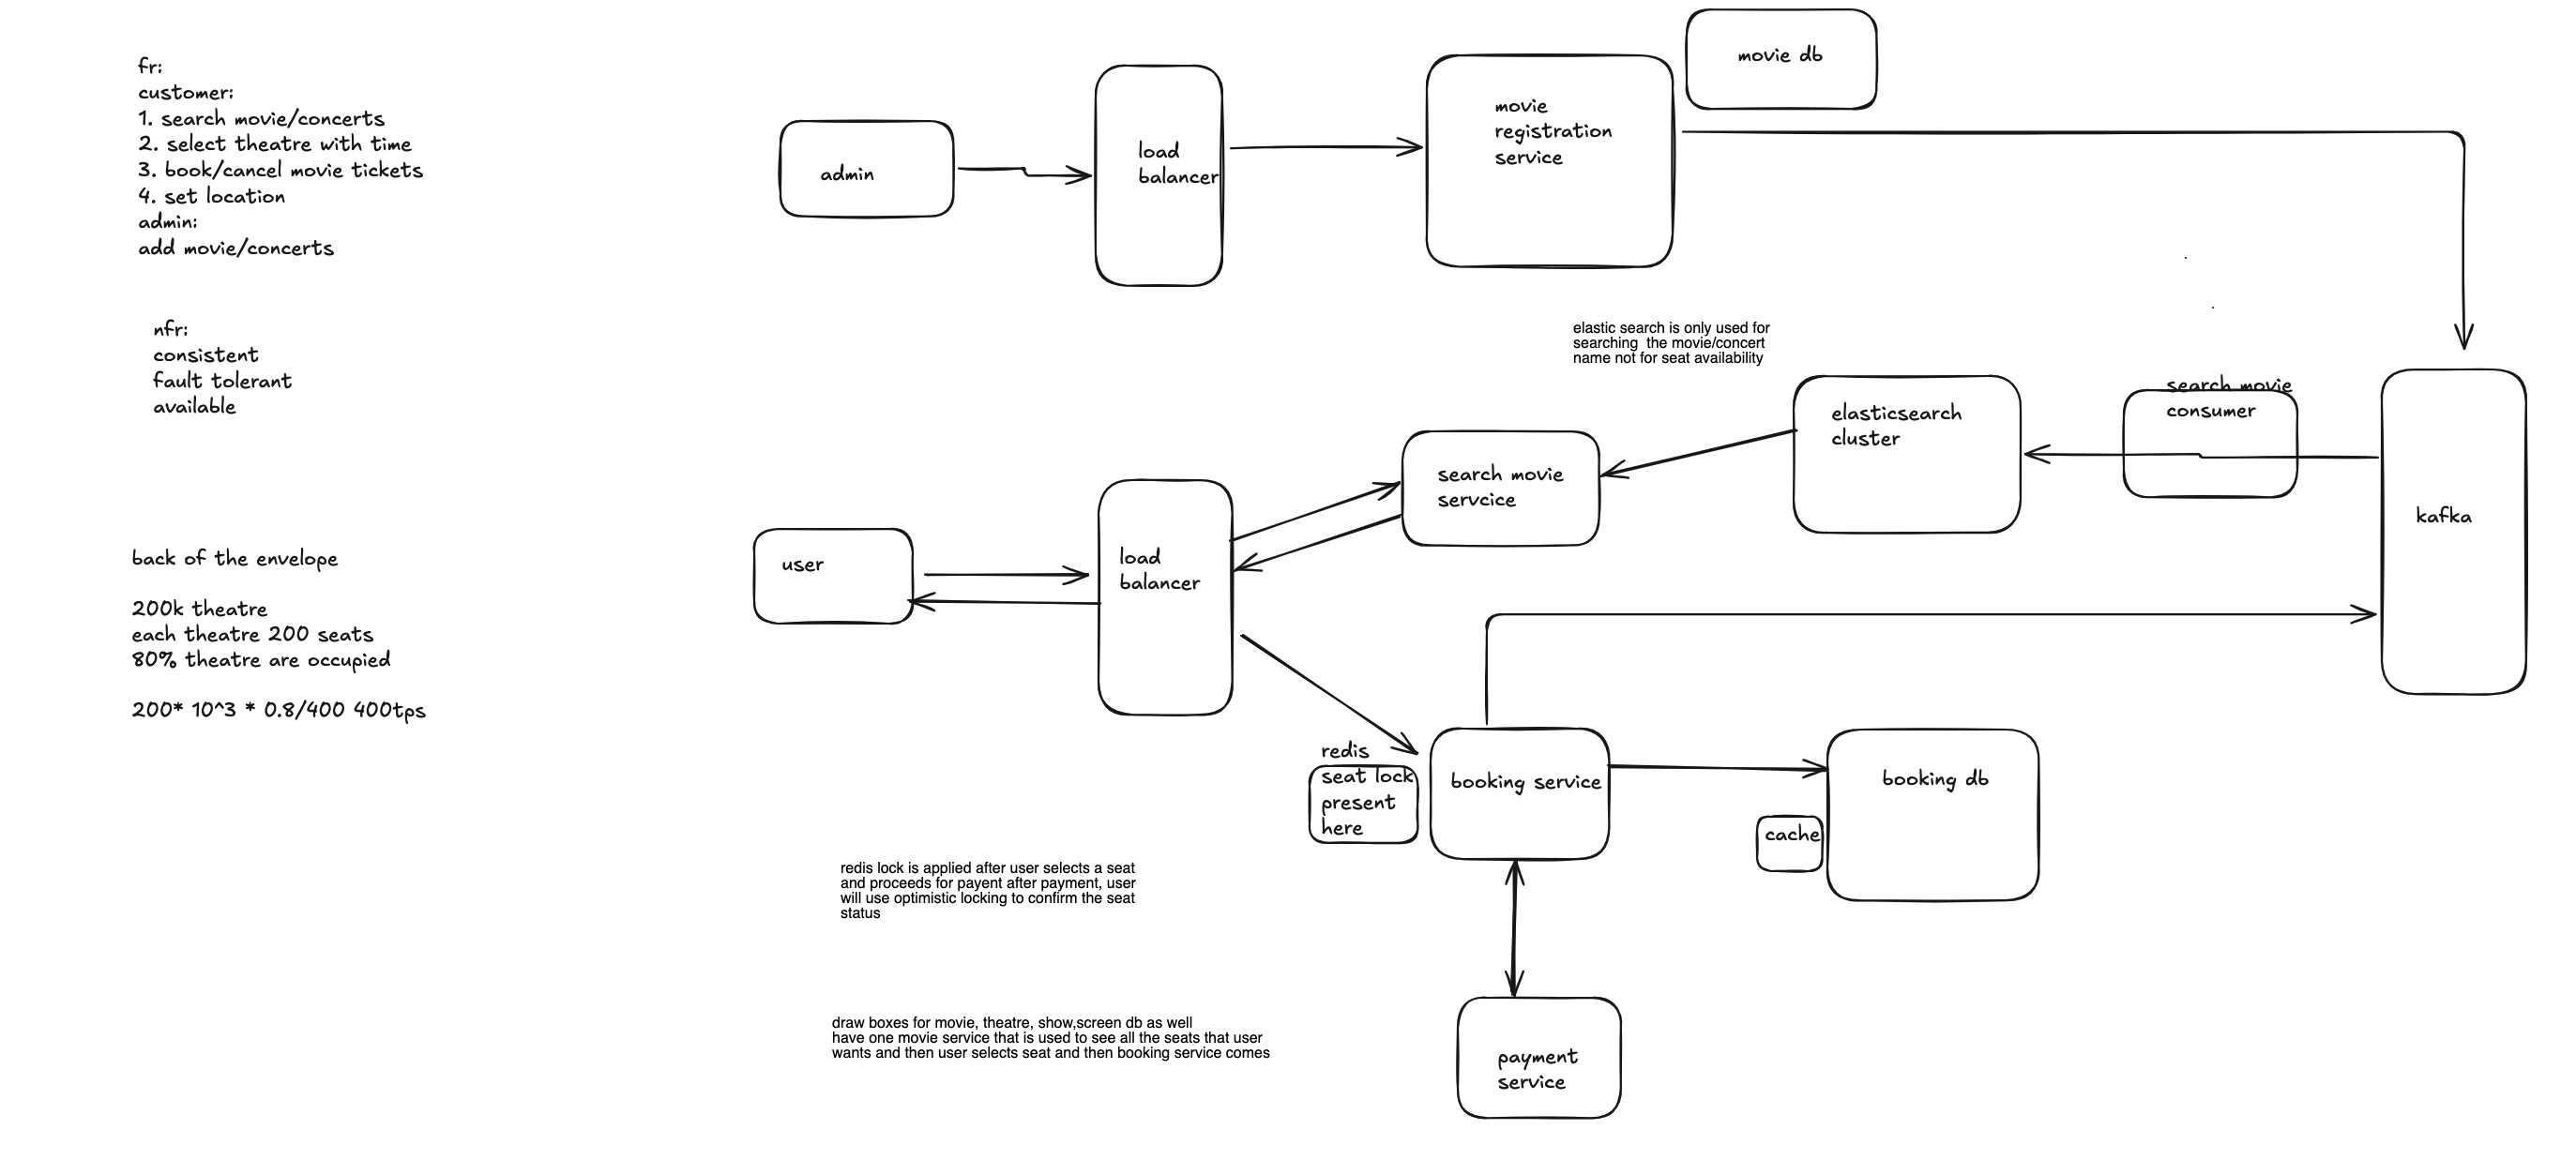 fr:
customer:
1. search movie/concerts
2. select theatre with time
3. book/cancel movie tickets
4. set location
admin:
add movie/concerts
nfr:
consistent
fault tolerant
available
back of the envelope
200k theatre
each theatre 200 seats
80% theatre are occupied
200* 10^3 * 0.8/400 400tps
admin
load
balancer
movie
registration
service
movie db
elastic search is only used for
searching  the movie/concert
name not for seat availability
user
load
balancer
search movie
servcice
elasticsearch
cluster
search movie
consumer
kafka
redis
seat lock
present
here
booking service
cache
booking db
redis lock is applied after user selects a seat
and proceeds for payent after payment, user
will use optimistic locking to confirm the seat
status
draw boxes for movie, theatre, show,screen db as well
have one movie service that is used to see all the seats that user
wants and then user selects seat and then booking service comes
payment
service